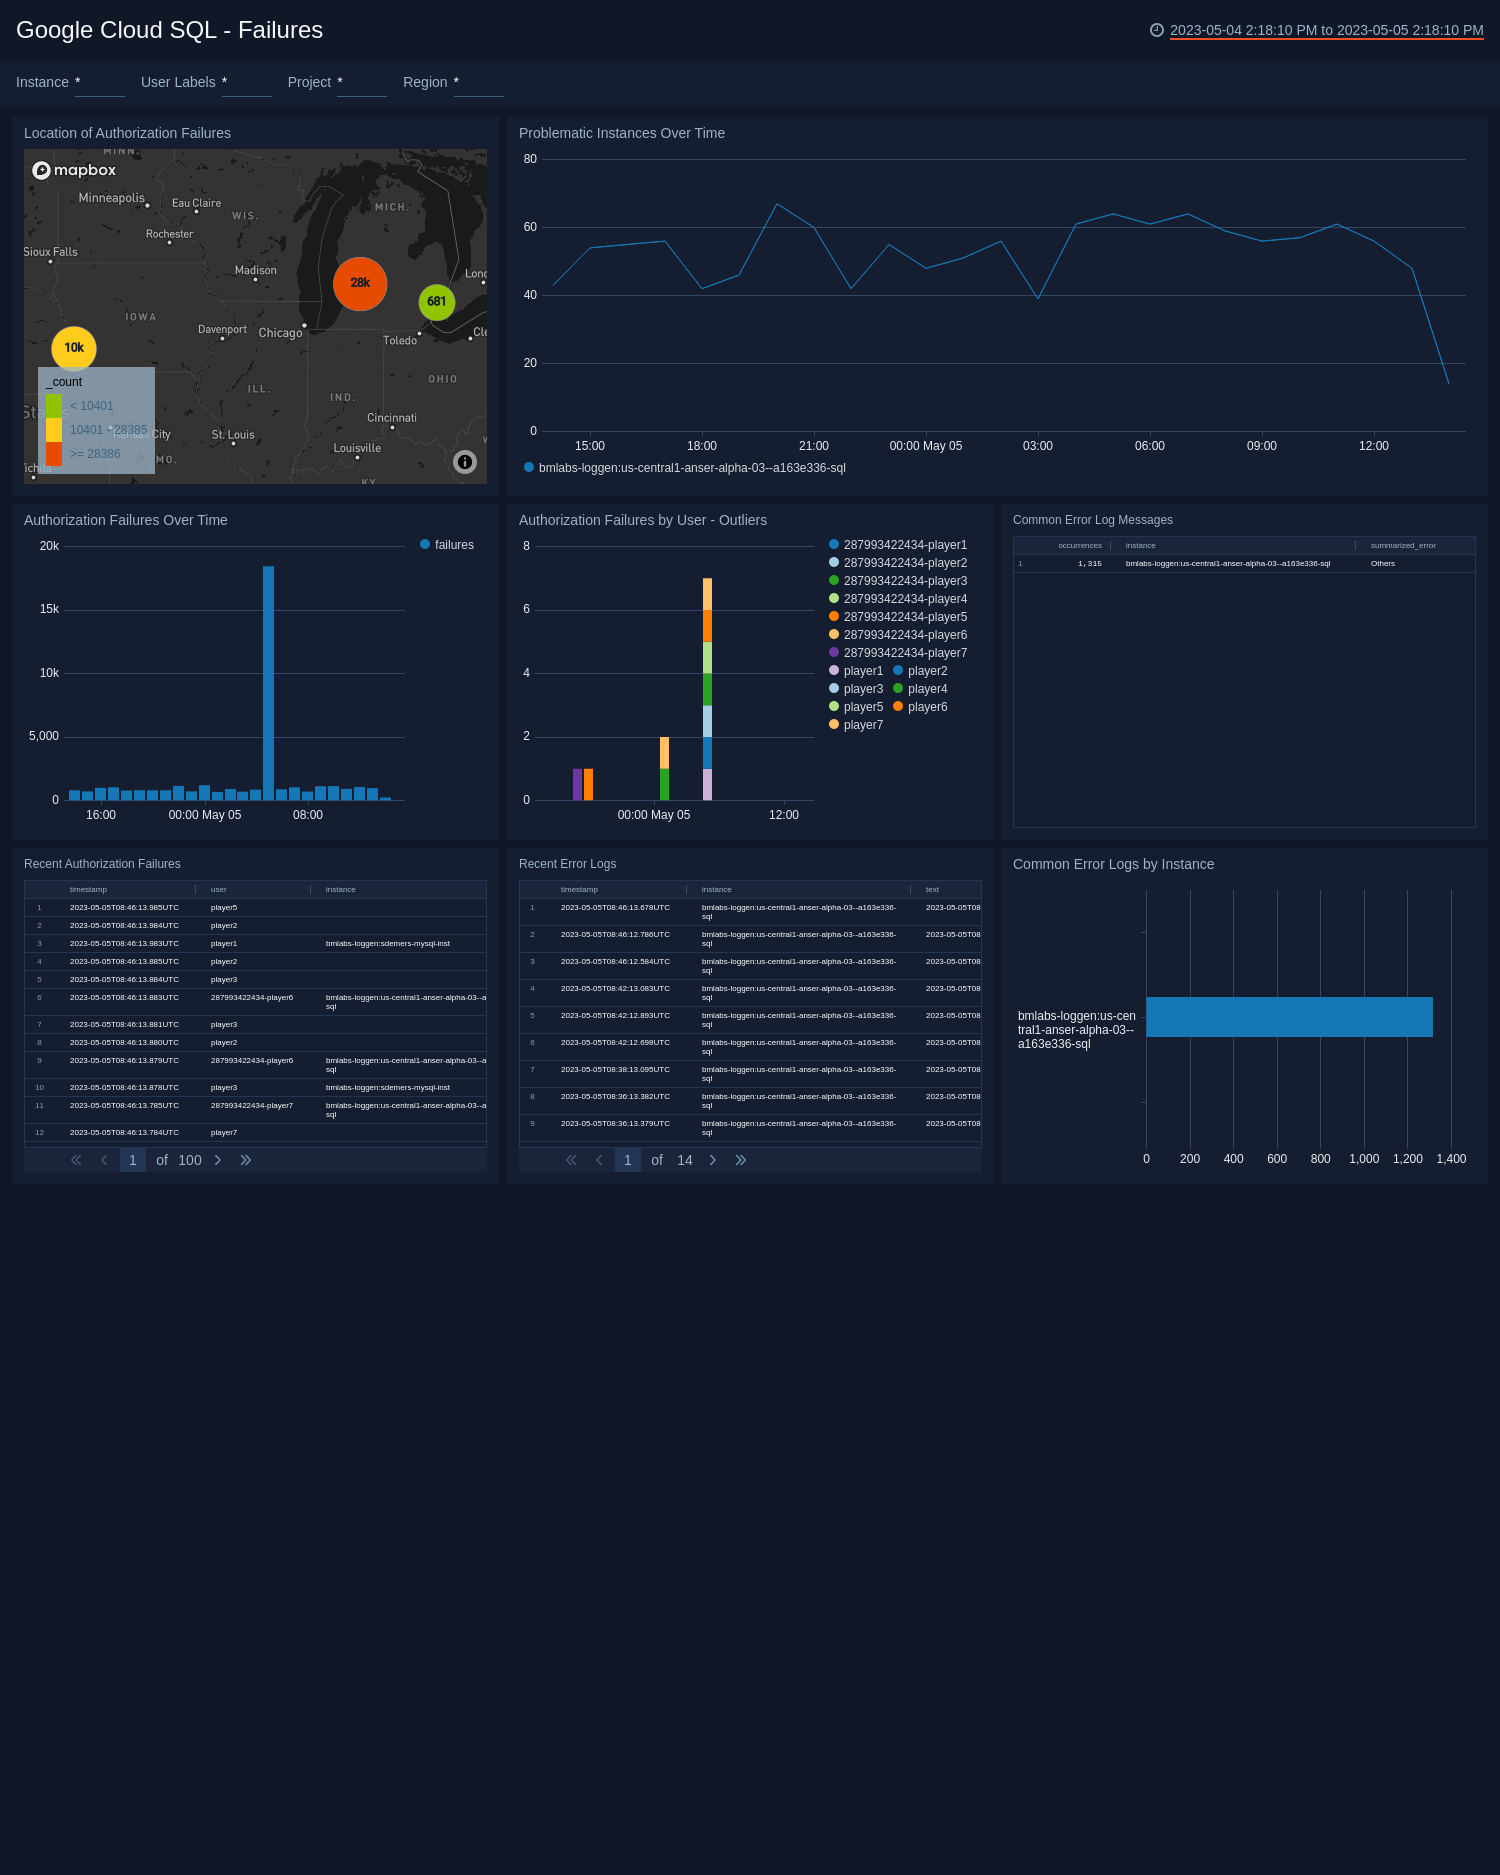 Google Cloud SQL - Failures
2023-05-04 2:18:10 PM to 2023-05-05 2:18:10 PM
Instance * User Labels * Project * Region *
Location of Authorization Failures
mapbox
MINN.
Minneapolis
Eau Claire
WIS.
MICH.
Rochester
Sioux Falls
Madison
28k
681
IOWA
Davenport
Chicago
Toledo
10k
OHIO
ILL.
IND.
Cincinnati
St. Louis
Louisville
MO.
KY.
_count
< 10401
10401 - 28385
>= 28386
Kansas City
Problematic Instances Over Time
80
60
40
20
0
15:00 18:00 21:00 00:00 May 05 03:00 06:00 09:00 12:00
bmlabs-loggen:us-central1-anser-alpha-03--a163e336-sql
Authorization Failures Over Time
20k
15k
10k
5,000
0
16:00 00:00 May 05 08:00
failures
Authorization Failures by User - Outliers
8
6
4
2
0
00:00 May 05 12:00
287993422434-player1
287993422434-player2
287993422434-player3
287993422434-player4
287993422434-player5
287993422434-player6
287993422434-player7
player1 player2
player3 player4
player5 player6
player7
Common Error Log Messages
occurrences instance summarized_error
1 1,315 bmlabs-loggen:us-central1-anser-alpha-03--a163e336-sql Others
Recent Authorization Failures
timestamp user instance
1 2023-05-05T08:46:13.985UTC player5
2 2023-05-05T08:46:13.984UTC player2
3 2023-05-05T08:46:13.983UTC player1 bmlabs-loggen:sdemers-mysql-inst
4 2023-05-05T08:46:13.885UTC player2
5 2023-05-05T08:46:13.884UTC player3
6 2023-05-05T08:46:13.883UTC 287993422434-player6 bmlabs-loggen:us-central1-anser-alpha-03--a
sql
7 2023-05-05T08:46:13.881UTC player3
8 2023-05-05T08:46:13.880UTC player2
9 2023-05-05T08:46:13.879UTC 287993422434-player6 bmlabs-loggen:us-central1-anser-alpha-03--a
sql
10 2023-05-05T08:46:13.878UTC player3 bmlabs-loggen:sdemers-mysql-inst
11 2023-05-05T08:46:13.785UTC 287993422434-player7 bmlabs-loggen:us-central1-anser-alpha-03--a
sql
12 2023-05-05T08:46:13.784UTC player7
1 of 100
Recent Error Logs
timestamp instance text
1 2023-05-05T08:46:13.678UTC bmlabs-loggen:us-central1-anser-alpha-03--a163e336- 2023-05-05T08
sql
2 2023-05-05T08:46:12.786UTC bmlabs-loggen:us-central1-anser-alpha-03--a163e336- 2023-05-05T08
sql
3 2023-05-05T08:46:12.584UTC bmlabs-loggen:us-central1-anser-alpha-03--a163e336- 2023-05-05T08
sql
4 2023-05-05T08:42:13.083UTC bmlabs-loggen:us-central1-anser-alpha-03--a163e336- 2023-05-05T08
sql
5 2023-05-05T08:42:12.893UTC bmlabs-loggen:us-central1-anser-alpha-03--a163e336- 2023-05-05T08
sql
6 2023-05-05T08:42:12.698UTC bmlabs-loggen:us-central1-anser-alpha-03--a163e336- 2023-05-05T08
sql
7 2023-05-05T08:38:13.095UTC bmlabs-loggen:us-central1-anser-alpha-03--a163e336- 2023-05-05T08
sql
8 2023-05-05T08:36:13.382UTC bmlabs-loggen:us-central1-anser-alpha-03--a163e336- 2023-05-05T08
sql
9 2023-05-05T08:36:13.379UTC bmlabs-loggen:us-central1-anser-alpha-03--a163e336- 2023-05-05T08
sql
1 of 14
Common Error Logs by Instance
bmlabs-loggen:us-cen
tral1-anser-alpha-03--
a163e336-sql
0 200 400 600 800 1,000 1,200 1,400